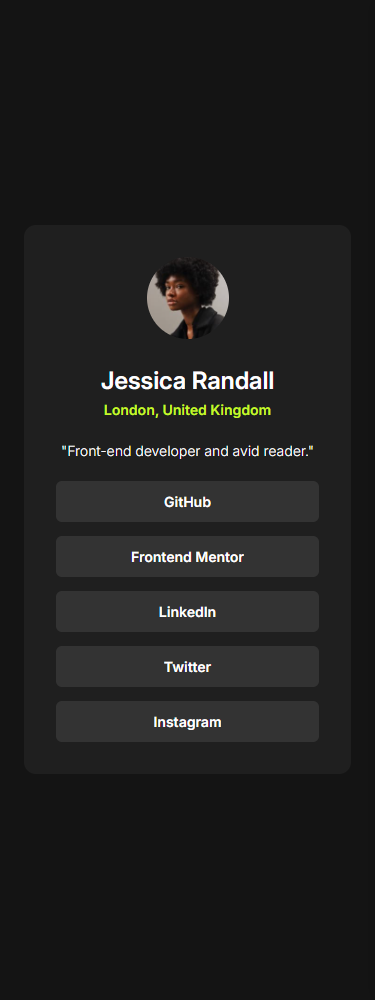 Jessica Randall
London, United Kingdom
"Front-end developer and avid reader."
GitHub
Frontend Mentor
LinkedIn
Twitter
Instagram